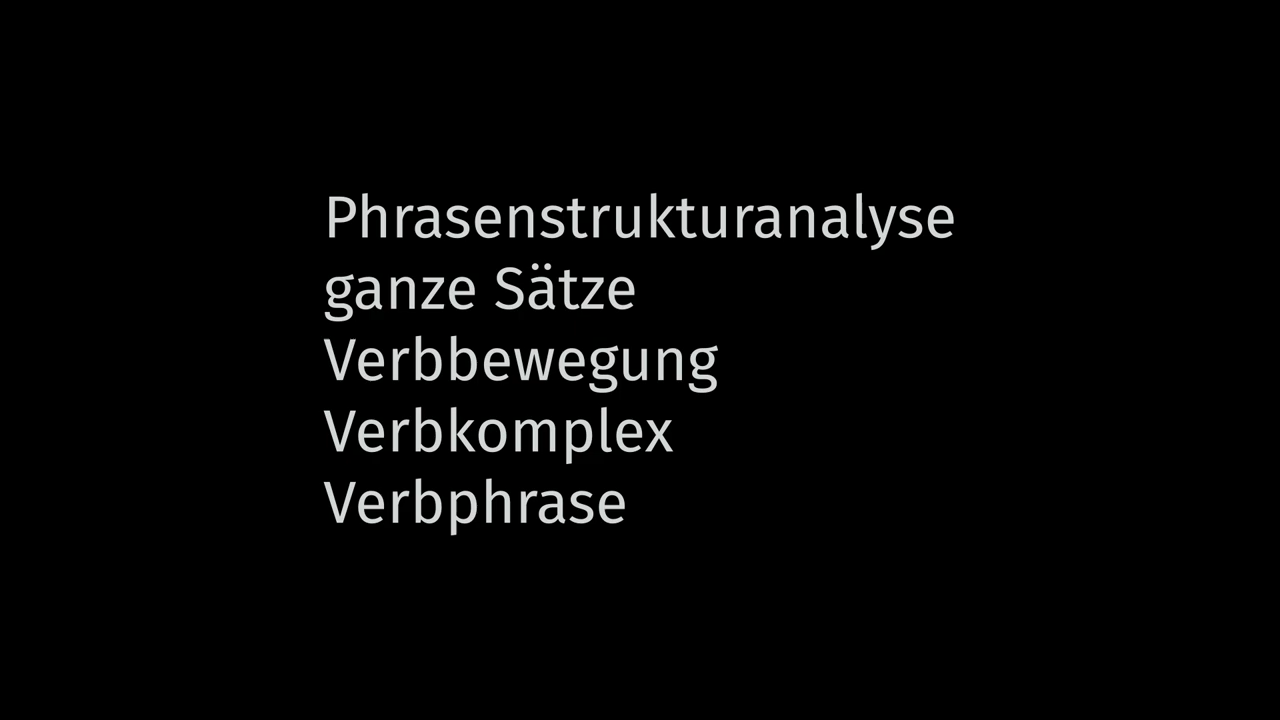 Phrasenstrukturanalyse
ganze Sätze
Verbbewegung
Verbkomplex
Verbphrase